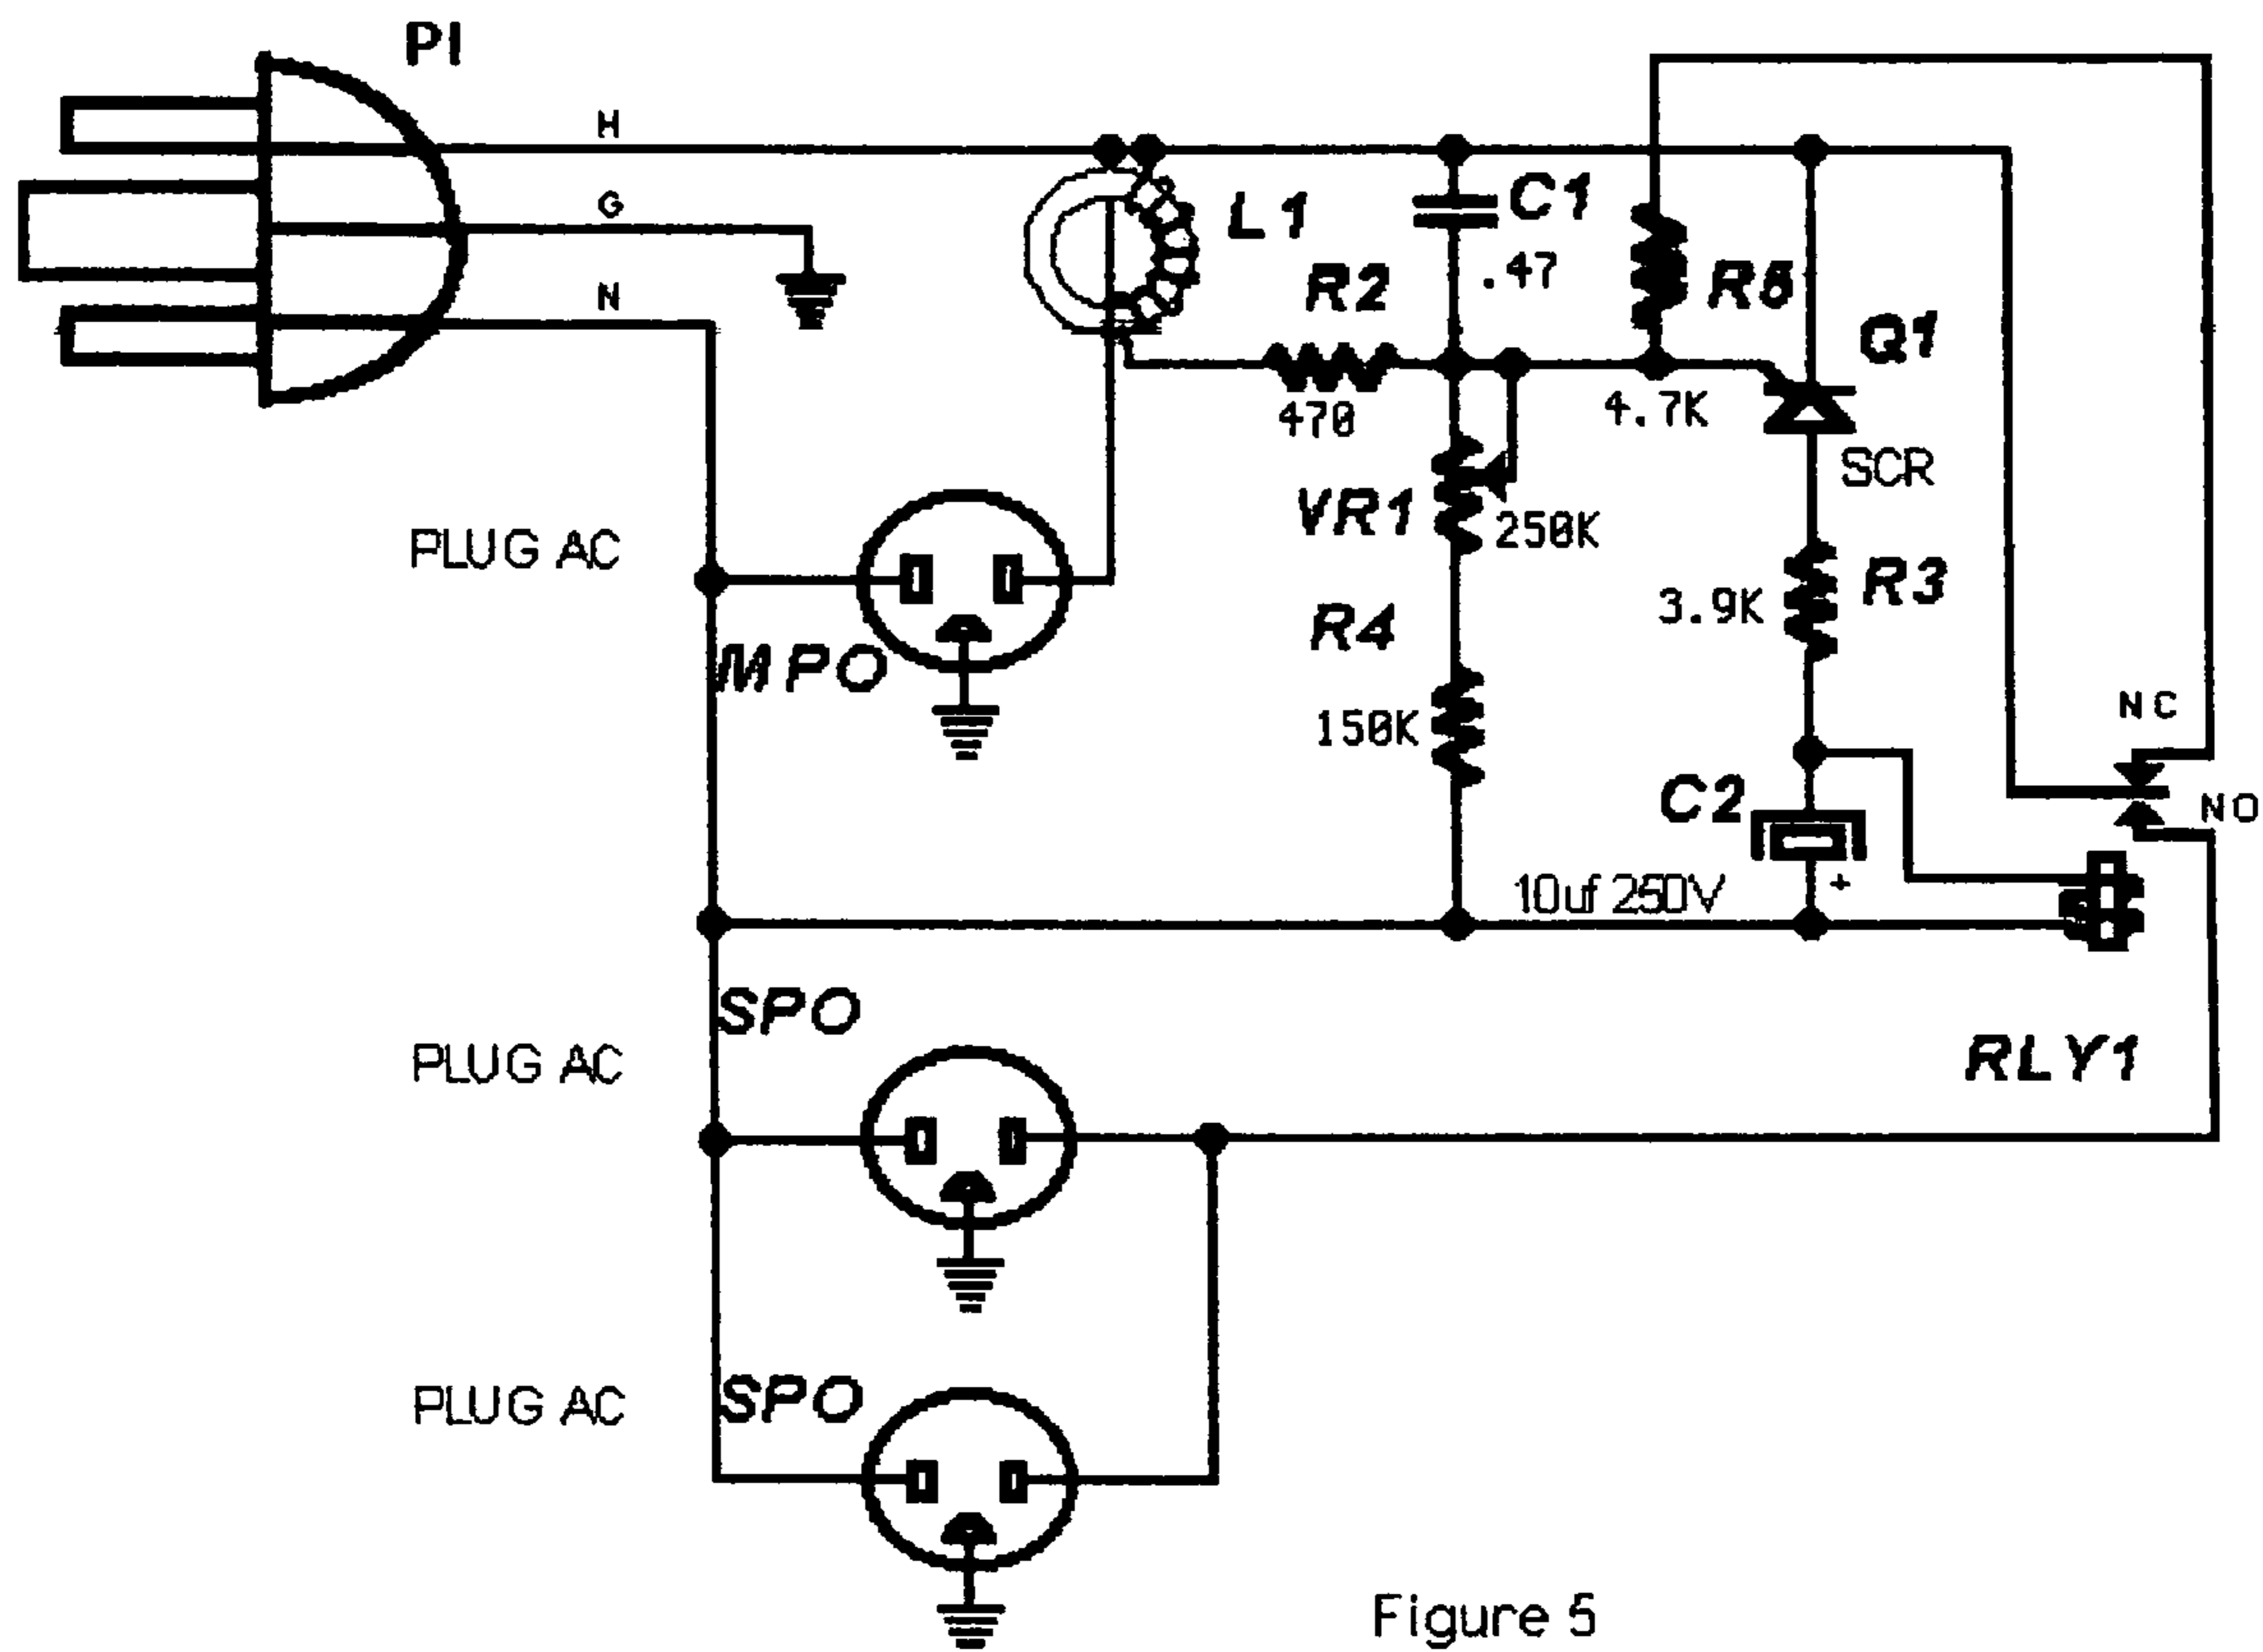 PI
H
G
N
L1
C1
.47
R2
470
R5
4.7K
Q1
SCR
PLUG AC
MPO
VR1
250K
R4
150K
R3
3.9K
NC
NO
C2
10uf 250V
+
SPO
PLUG AC
RLY1
PLUG AC
SPO
Figure 5